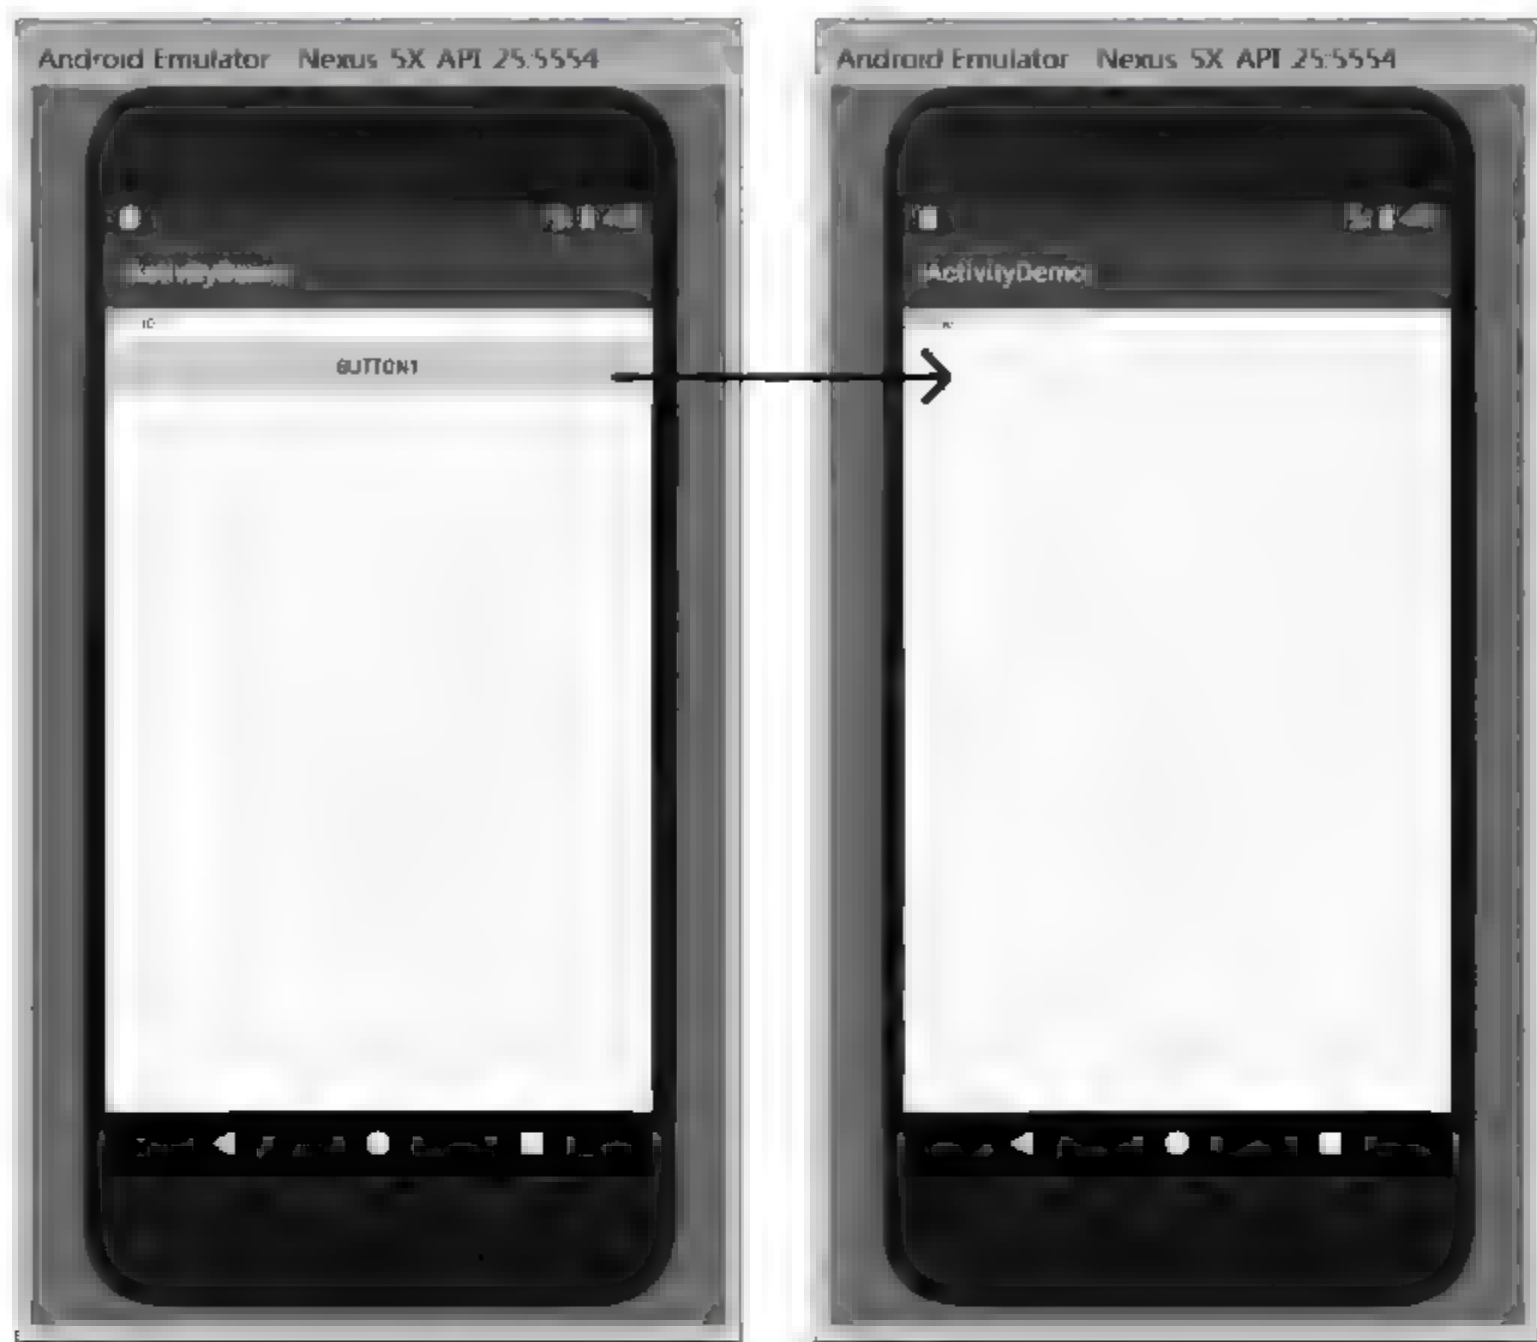 Android Emulator Nexus 5X API 25:5554
BUTTON1
Android Emulator Nexus 5X API 25:5554
ActivityDemo